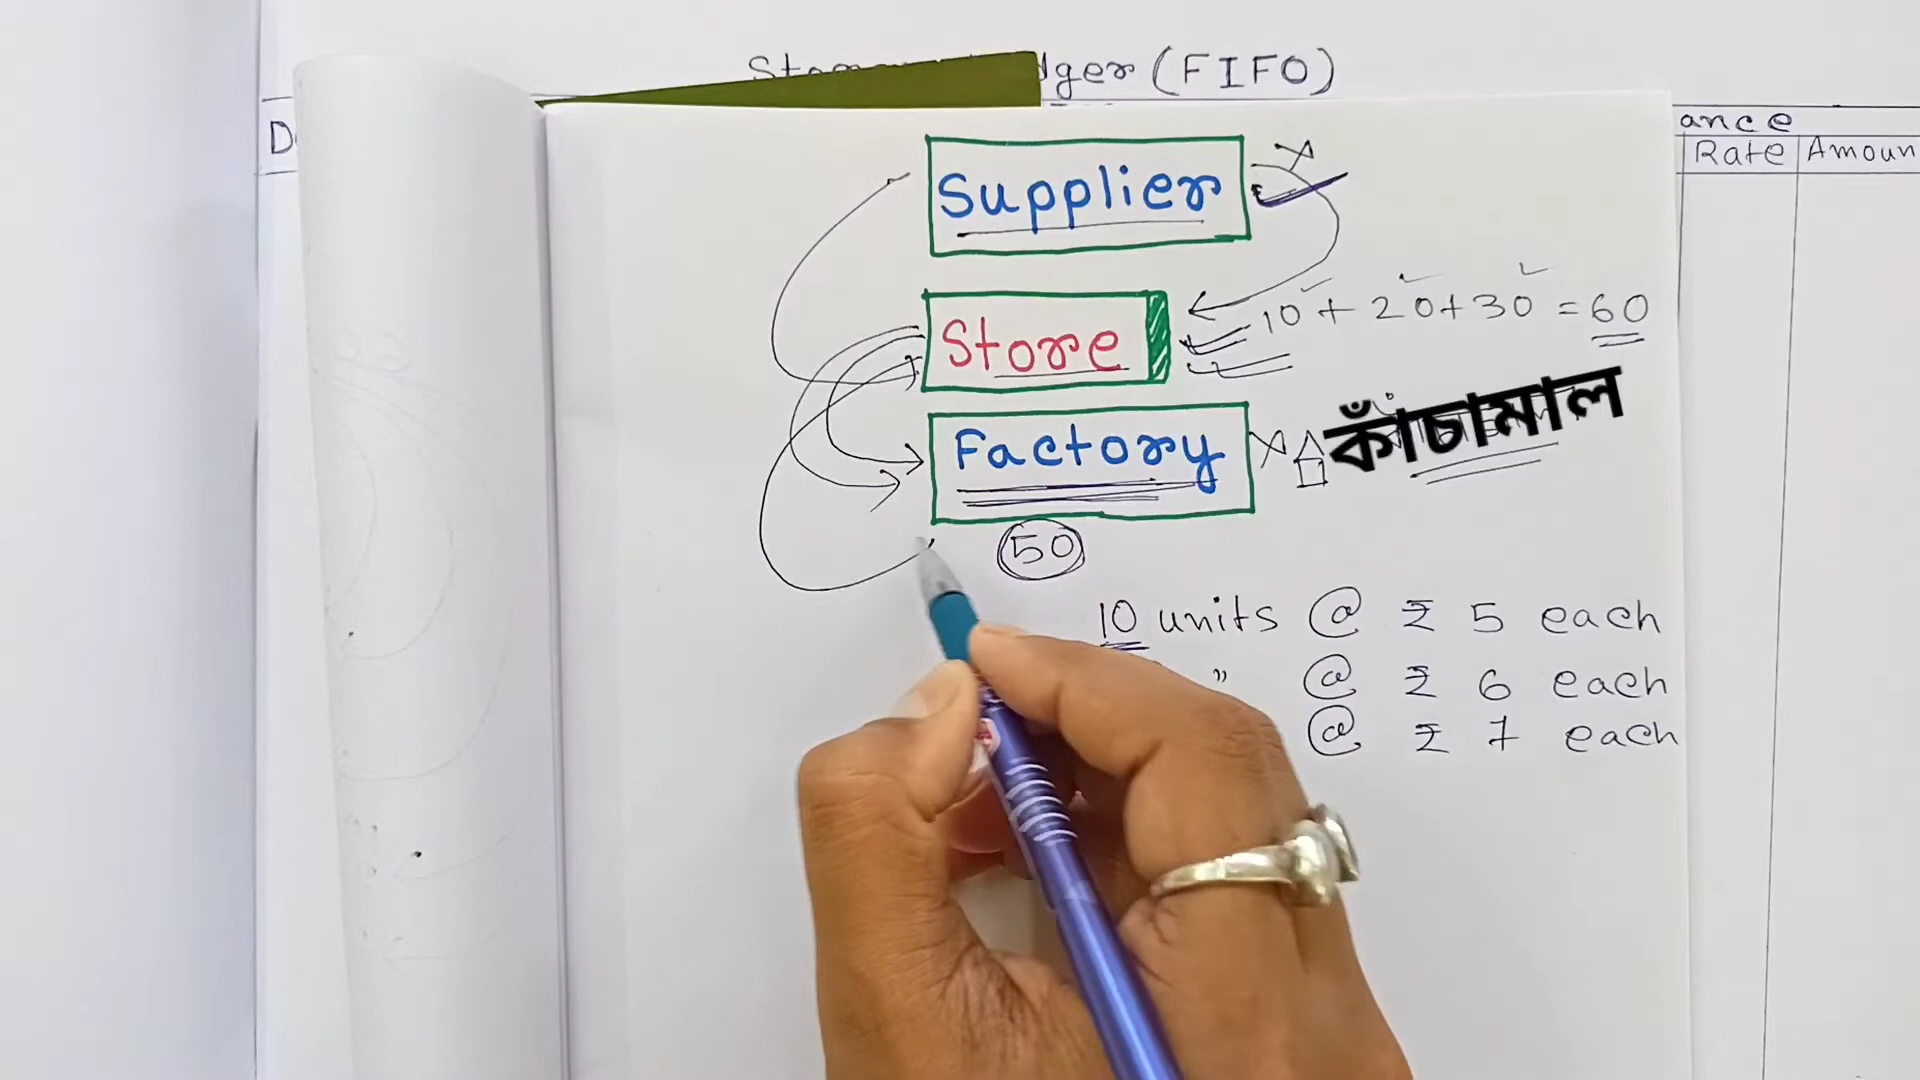 dger (FIFO)
ance
Rate Amoun
Supplier
Store
10 + 20 + 30 = 60
কাঁচামাল
Factory
50
10 units @ ₹ 5 each
" @ ₹ 6 each
@ ₹ 7 each